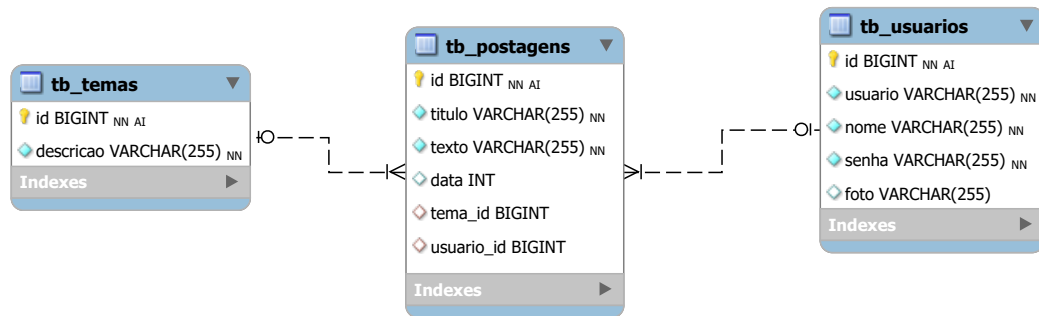 tb_temas
id BIGINT NN AI
descricao VARCHAR(255) NN
Indexes
tb_postagens
id BIGINT NN AI
titulo VARCHAR(255) NN
texto VARCHAR(255) NN
data INT
tema_id BIGINT
usuario_id BIGINT
Indexes
tb_usuarios
id BIGINT NN AI
usuario VARCHAR(255) NN
nome VARCHAR(255) NN
senha VARCHAR(255) NN
foto VARCHAR(255)
Indexes